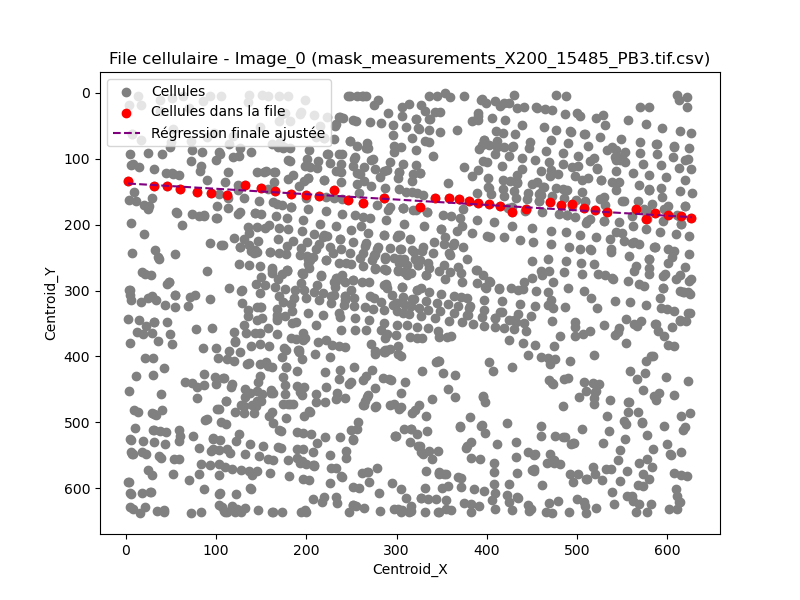 File cellulaire - Image_0 (mask_measurements_X200_15485_PB3.tif.csv)
Cellules
Cellules dans la file
Régression finale ajustée
0
100
200
300
400
500
600
Centroid_Y
0 100 200 300 400 500 600
Centroid_X